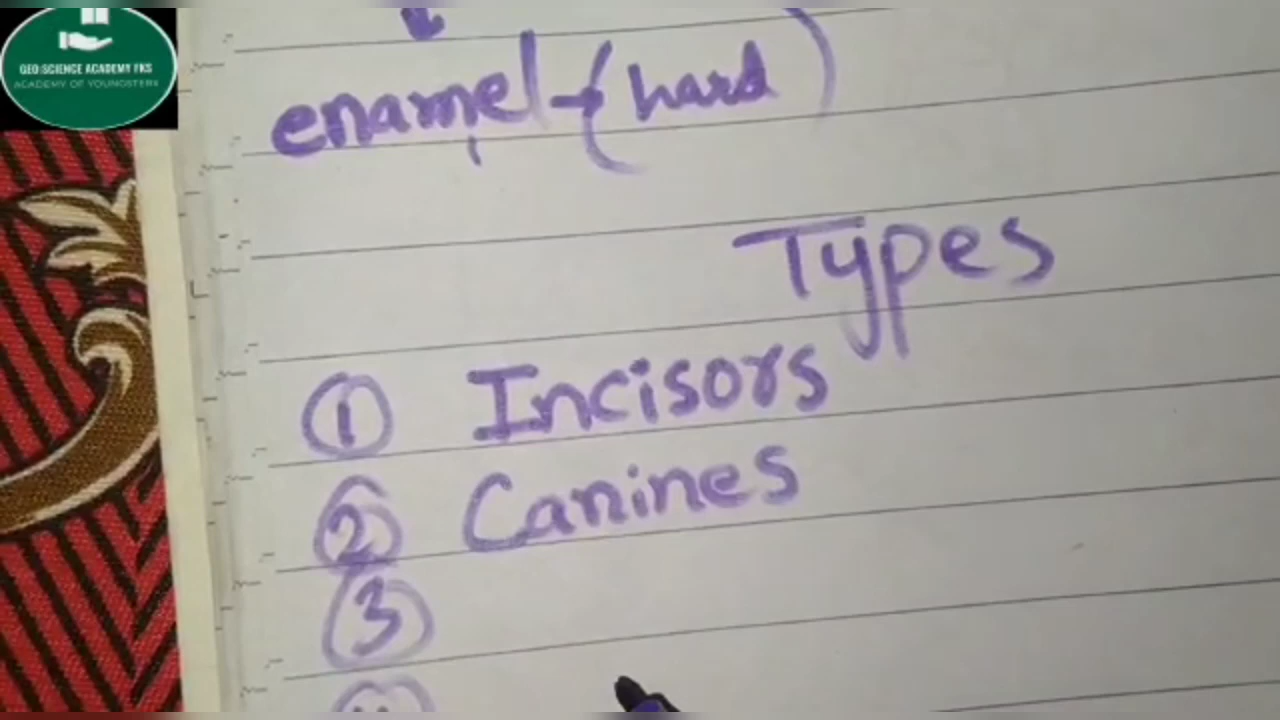 GEO:SCIENCE ACADEMY FKS
ACADEMY OF YOUNGSTERS
enamel-(hard)
Types
① Incisors
② Canines
③